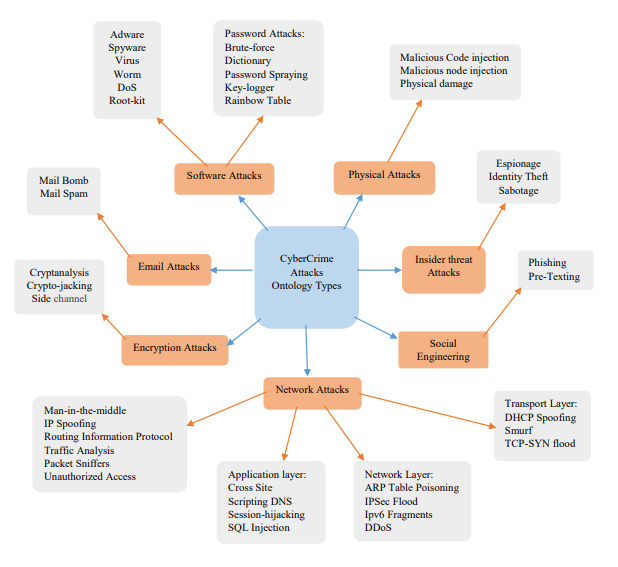 Adware
Spyware
Virus
Worm
DoS
Root-kit
Password Attacks:
Brute-force
Dictionary
Password Spraying
Key-logger
Rainbow Table
Malicious Code injection
Malicious node injection
Physical damage
Software Attacks
Physical Attacks
Espionage
Identity Theft
Sabotage
Mail Bomb
Mail Spam
Email Attacks
CyberCrime
Attacks
Ontology Types
Insider threat
Attacks
Phishing
Pre-Texting
Cryptanalysis
Crypto-jacking
Side channel
Encryption Attacks
Social
Engineering
Network Attacks
Man-in-the-middle
IP Spoofing
Routing Information Protocol
Traffic Analysis
Packet Sniffers
Unauthorized Access
Transport Layer:
DHCP Spoofing
Smurf
TCP-SYN flood
Application layer:
Cross Site
Scripting DNS
Session-hijacking
SQL Injection
Network Layer:
ARP Table Poisoning
IPSec Flood
Ipv6 Fragments
DDoS